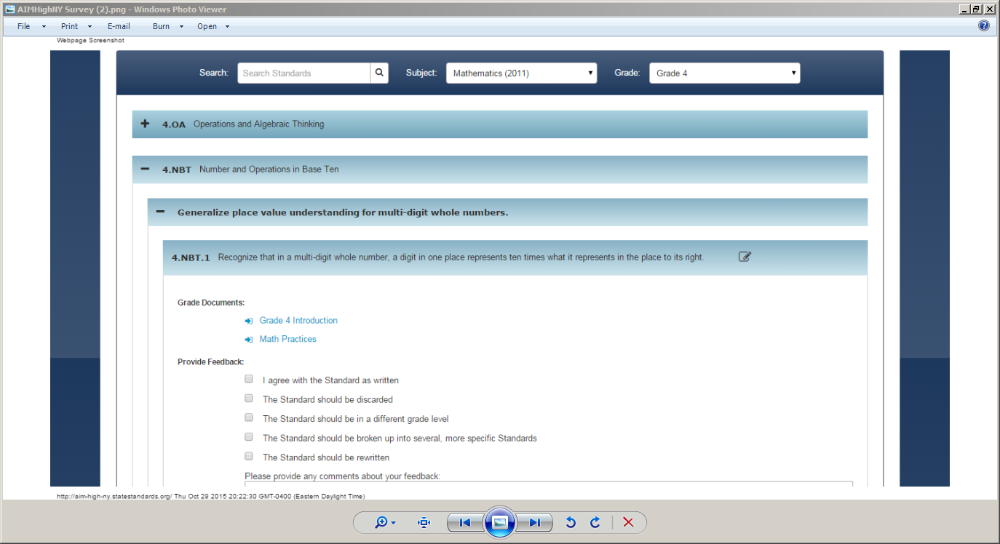 AIMHighNY Survey (2).png - Windows Photo Viewer
File Print E-mail Burn Open
Webpage Screenshot
Search: Search Standards Subject: Mathematics (2011) Grade: Grade 4
4.OA Operations and Algebraic Thinking
4.NBT Number and Operations in Base Ten
Generalize place value understanding for multi-digit whole numbers.
4.NBT.1 Recognize that in a multi-digit whole number, a digit in one place represents ten times what it represents in the place to its right.
Grade Documents:
Grade 4 Introduction
Math Practices
Provide Feedback:
I agree with the Standard as written
The Standard should be discarded
The Standard should be in a different grade level
The Standard should be broken up into several, more specific Standards
The Standard should be rewritten
Please provide any comments about your feedback:
http://aim-high-ny.statestandards.org/ Thu Oct 29 2015 20:22:30 GMT-0400 (Eastern Daylight Time)